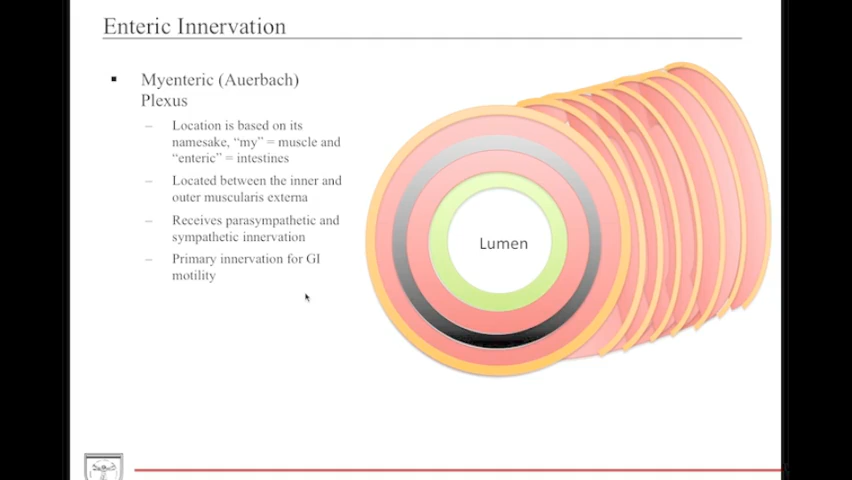 Enteric Innervation
▪ Myenteric (Auerbach)
Plexus
– Location is based on its
namesake, “my” = muscle and
“enteric” = intestines
– Located between the inner and
outer muscularis externa
– Receives parasympathetic and
sympathetic innervation
– Primary innervation for GI
motility
Lumen